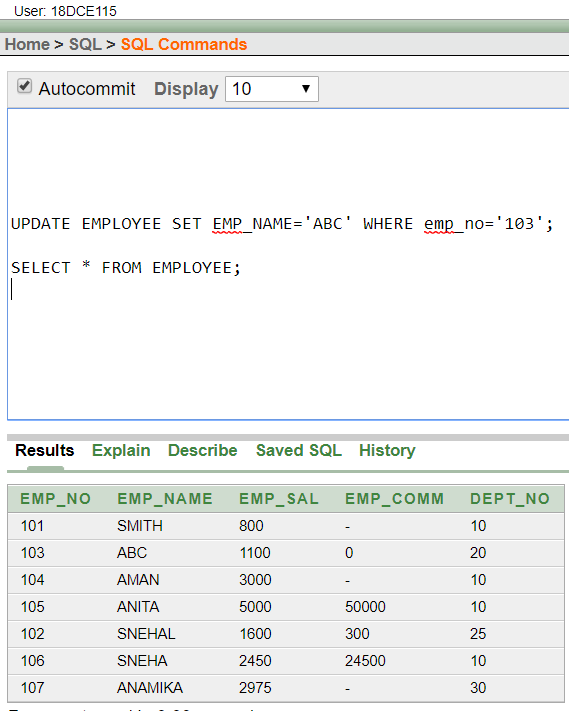 User: 18DCE115
Home > SQL > SQL Commands
Autocommit Display 10
UPDATE EMPLOYEE SET EMP_NAME='ABC' WHERE emp_no='103';
SELECT * FROM EMPLOYEE;
Results Explain Describe Saved SQL History
EMP_NO EMP_NAME EMP_SAL EMP_COMM DEPT_NO
101 SMITH 800 - 10
103 ABC 1100 0 20
104 AMAN 3000 - 10
105 ANITA 5000 50000 10
102 SNEHAL 1600 300 25
106 SNEHA 2450 24500 10
107 ANAMIKA 2975 - 30